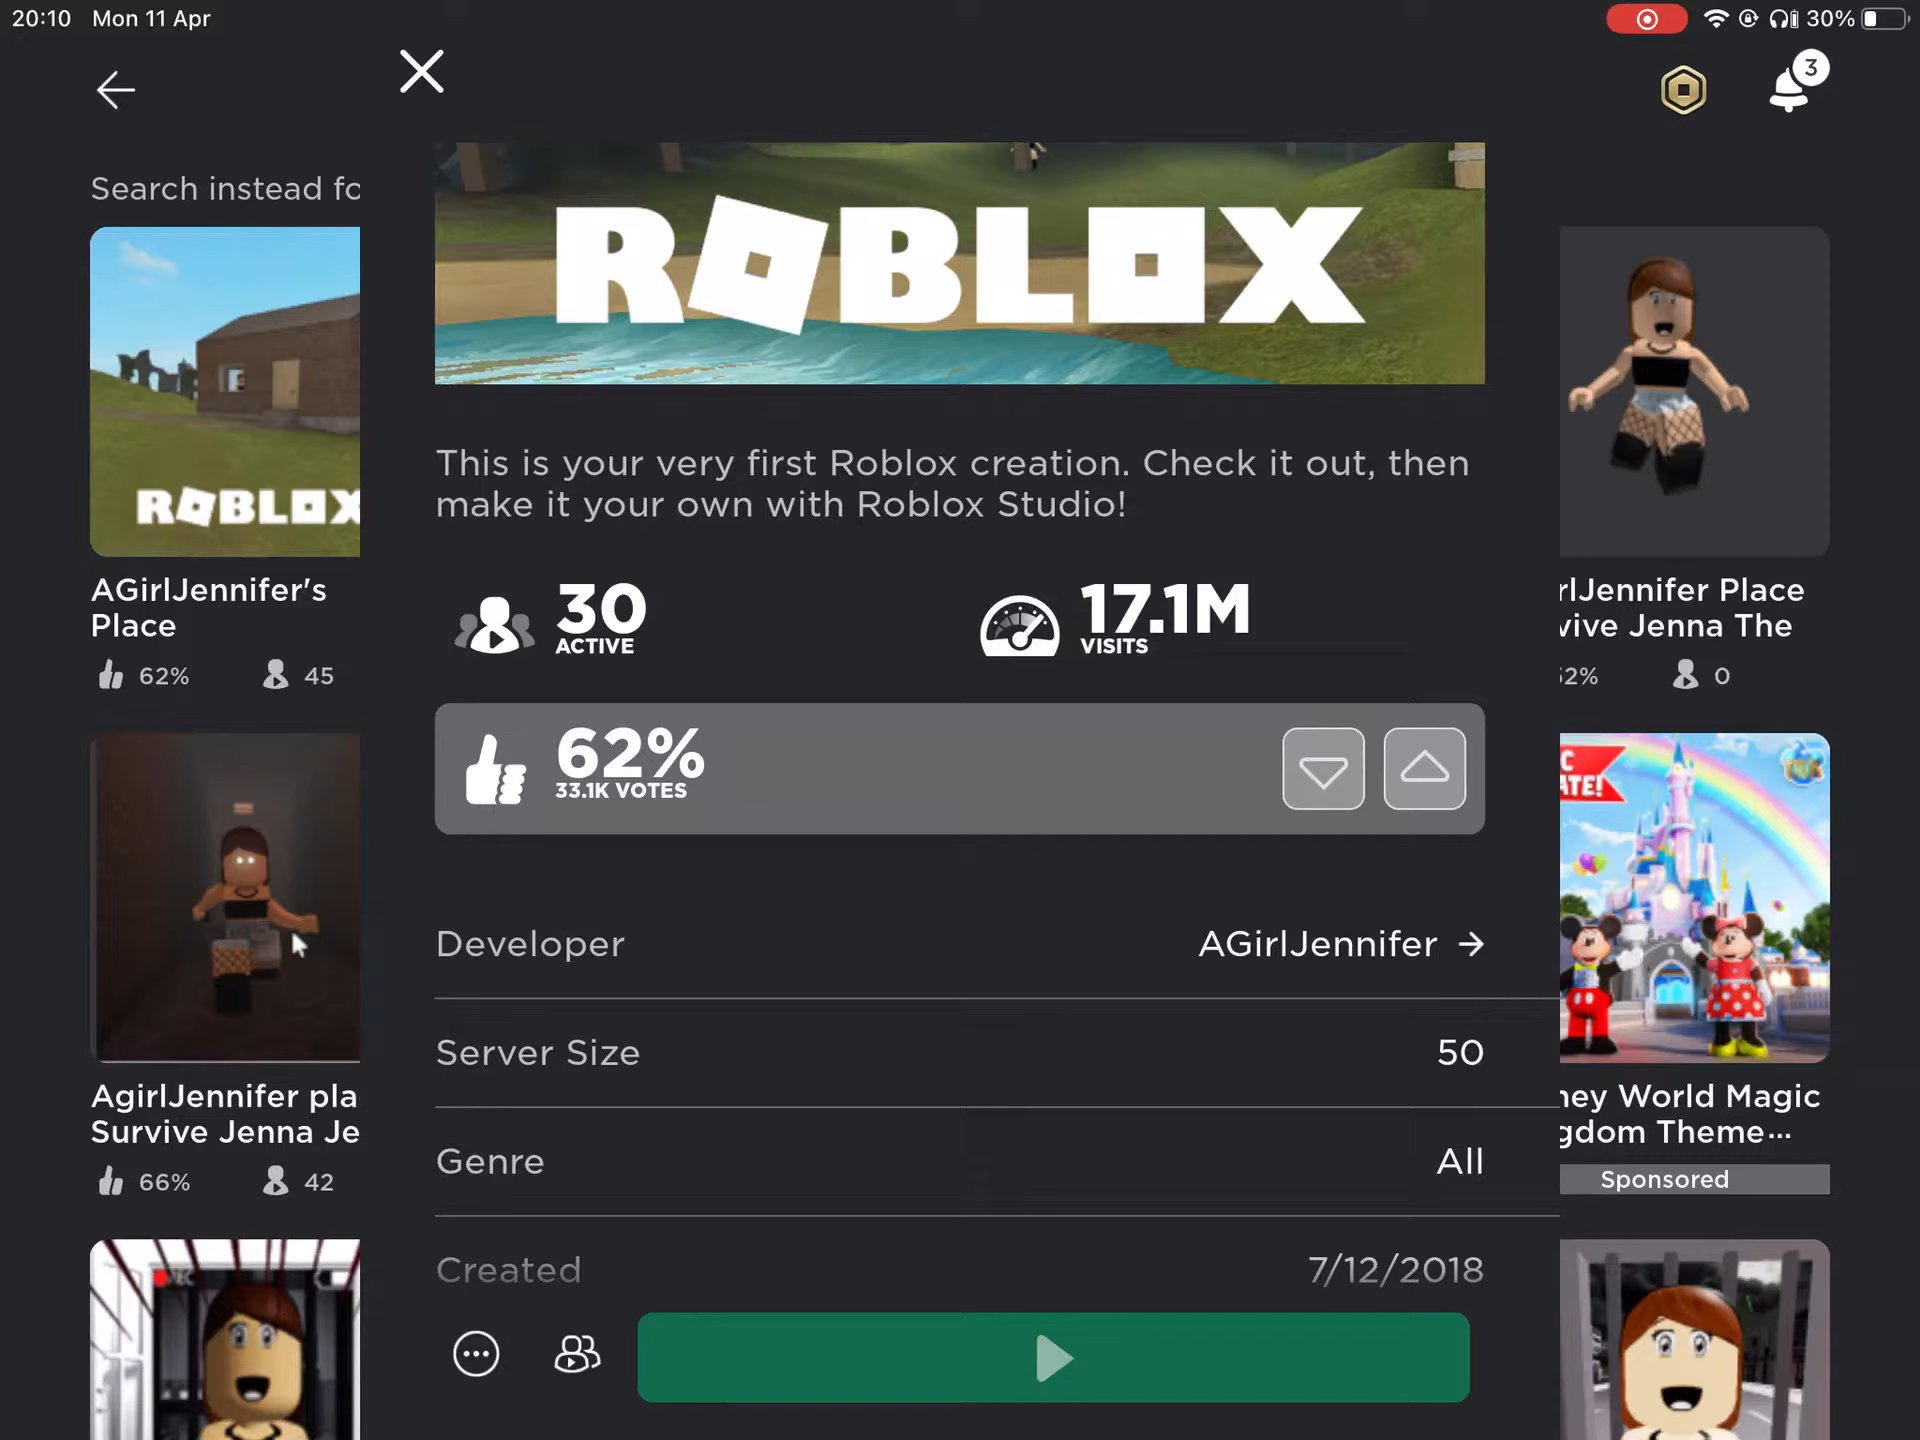 20:10 Mon 11 Apr
30%
3
Search instead fo
ROBLOX
ROBLOX
This is your very first Roblox creation. Check it out, then
make it your own with Roblox Studio!
30
ACTIVE
17.1M
VISITS
62%
33.1K VOTES
Developer
AGirlJennifer
Server Size
50
Genre
All
Created
7/12/2018
AGirlJennifer's
Place
62% 45
AgirlJennifer pla
Survive Jenna Je
66% 42
rlJennifer Place
vive Jenna The
52% 0
C
ATE!
ney World Magic
gdom Theme...
Sponsored